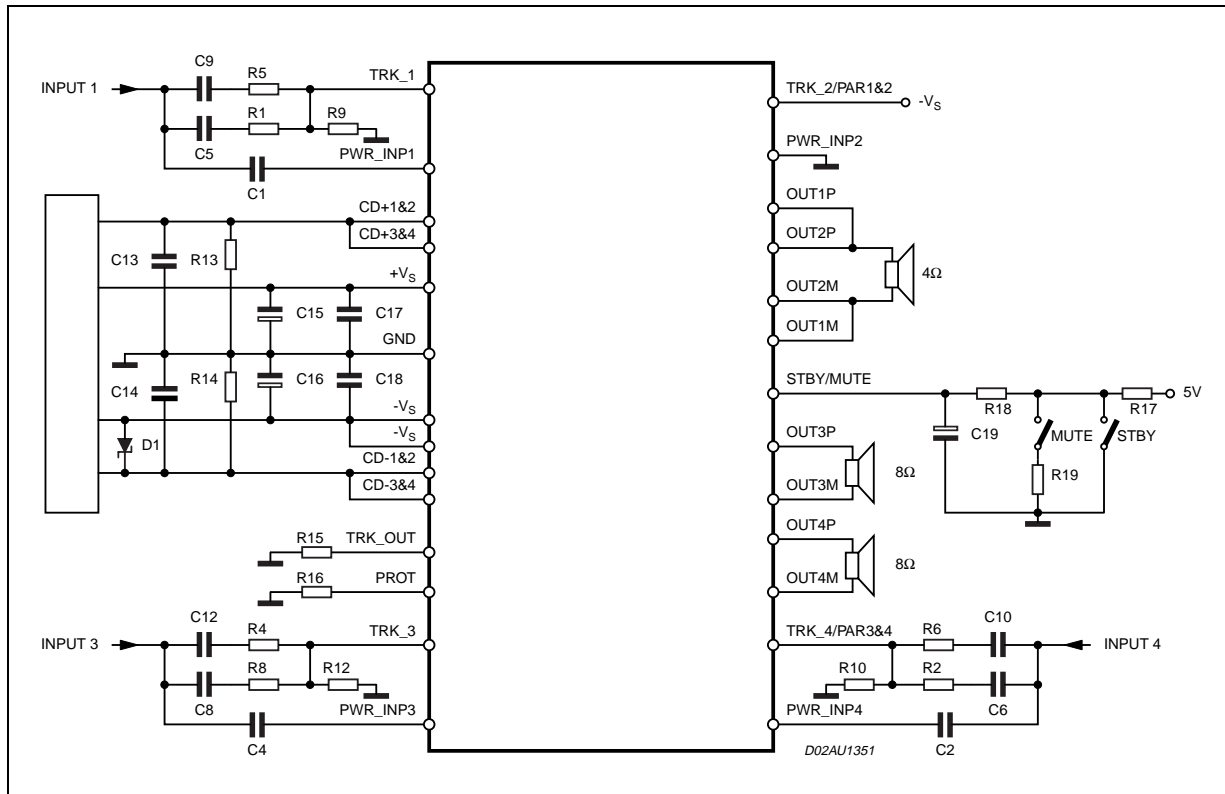 INPUT 1
C9
R5
TRK_1
C5
R1
R9
PWR_INP1
C1
CD+1&2
CD+3&4
C13
R13
+VS
C15
C17
GND
C14
R14
C16
C18
-VS
-VS
D1
CD-1&2
CD-3&4
R15
TRK_OUT
R16
PROT
INPUT 3
C12
R4
TRK_3
C8
R8
R12
PWR_INP3
C4
TRK_2/PAR1&2
-VS
PWR_INP2
OUT1P
OUT2P
4Ω
OUT2M
OUT1M
STBY/MUTE
R18
R17
5V
C19
MUTE
STBY
R19
OUT3P
8Ω
OUT3M
OUT4P
8Ω
OUT4M
TRK_4/PAR3&4
R6
C10
INPUT 4
R10
R2
C6
PWR_INP4
C2
D02AU1351